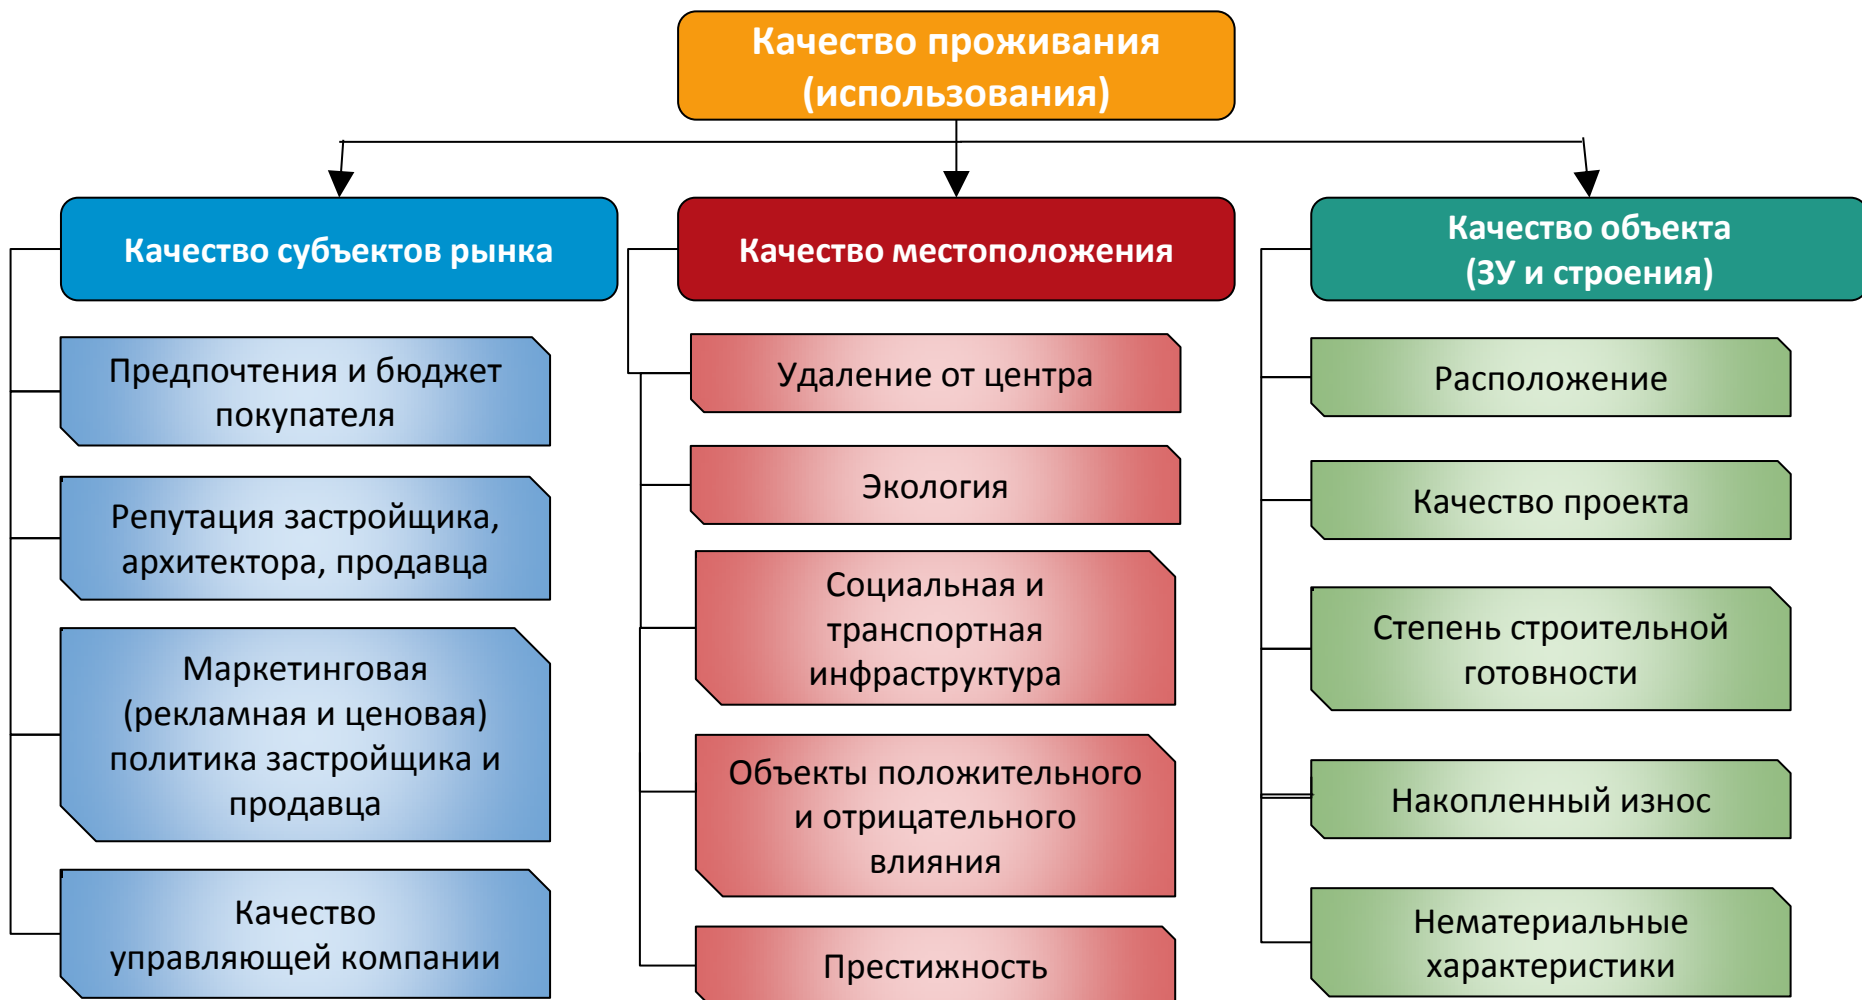 Качество проживания
(использования)
Качество субъектов рынка
Предпочтения и бюджет
покупателя
Репутация застройщика,
архитектора, продавца
Маркетинговая
(рекламная и ценовая)
политика застройщика и
продавца
Качество
управляющей компании
Качество местоположения
Удаление от центра
Экология
Социальная и
транспортная
инфраструктура
Объекты положительного
и отрицательного
влияния
Престижность
Качество объекта
(ЗУ и строения)
Расположение
Качество проекта
Степень строительной
готовности
Накопленный износ
Нематериальные
характеристики